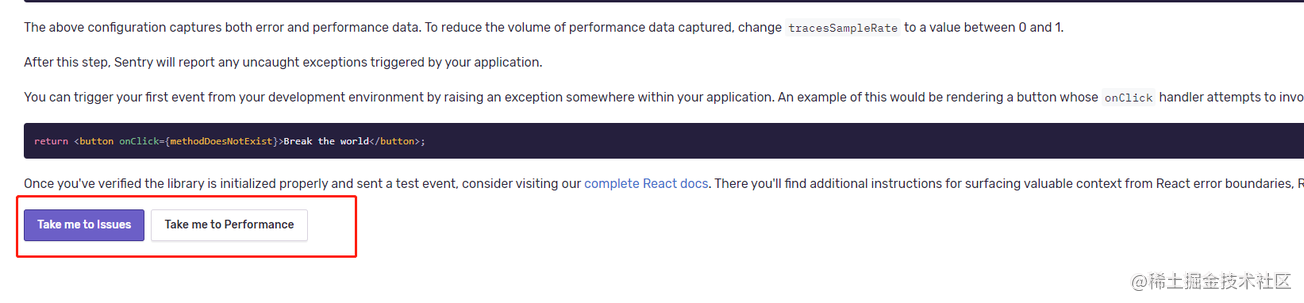 The above configuration captures both error and performance data. To reduce the volume of performance data captured, change tracesSampleRate to a value between 0 and 1.
After this step, Sentry will report any uncaught exceptions triggered by your application.
You can trigger your first event from your development environment by raising an exception somewhere within your application. An example of this would be rendering a button whose onClick handler attempts to invo
return <button onClick={methodDoesNotExist}>Break the world</button>;
Once you've verified the library is initialized properly and sent a test event, consider visiting our complete React docs. There you'll find additional instructions for surfacing valuable context from React error boundaries, R
Take me to Issues Take me to Performance
@稀土掘金技术社区